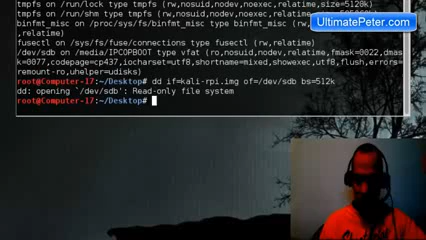 tmpfs on /run/lock type tmpfs (rw,nosuid,nodev,noexec,relatime,size=5120k)
tmpfs on /run/shm type tmpfs (rw,nosuid,nodev,
UltimatePeter.com
binfmt_misc on /proc/sys/fs/binfmt_misc type binfmt_misc (rw,nosuid,nodev
,relatime)
fusectl on /sys/fs/fuse/connections type fusectl (rw,relatime)
/dev/sdb on /media/IPCOPBOOT type vfat (ro,nosuid,nodev,relatime,fmask=0022,dmas
k=0077,codepage=cp437,iocharset=utf8,shortname=mixed,showexec,utf8,flush,errors=
remount-ro,uhelper=udisks)
root@Computer-17:~/Desktop# dd if=kali-rpi.img of=/dev/sdb bs=512k
dd: opening `/dev/sdb': Read-only file system
root@Computer-17:~/Desktop#